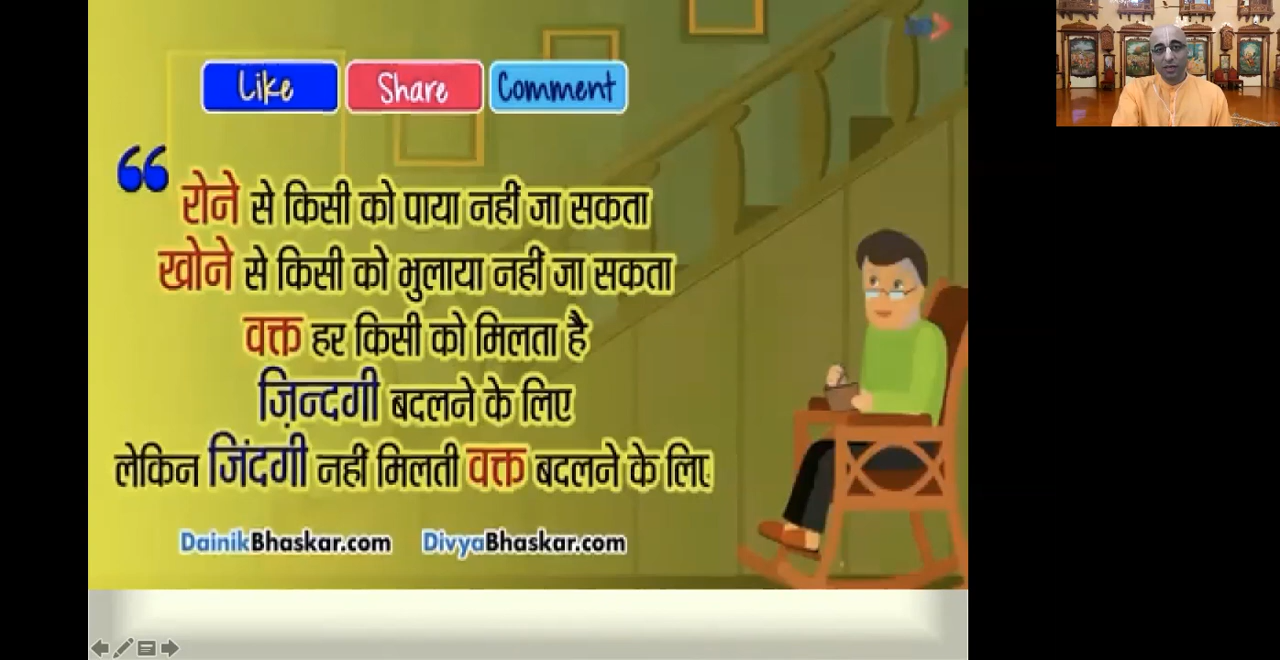 Like Share Comment
“ रोने से किसी को पाया नहीं जा सकता
खोने से किसी को भुलाया नहीं जा सकता
वक्त हर किसी को मिलता है
ज़िन्दगी बदलने के लिए
लेकिन जिंदगी नहीं मिलती वक्त बदलने के लिए
DainikBhaskar.com DivyaBhaskar.com